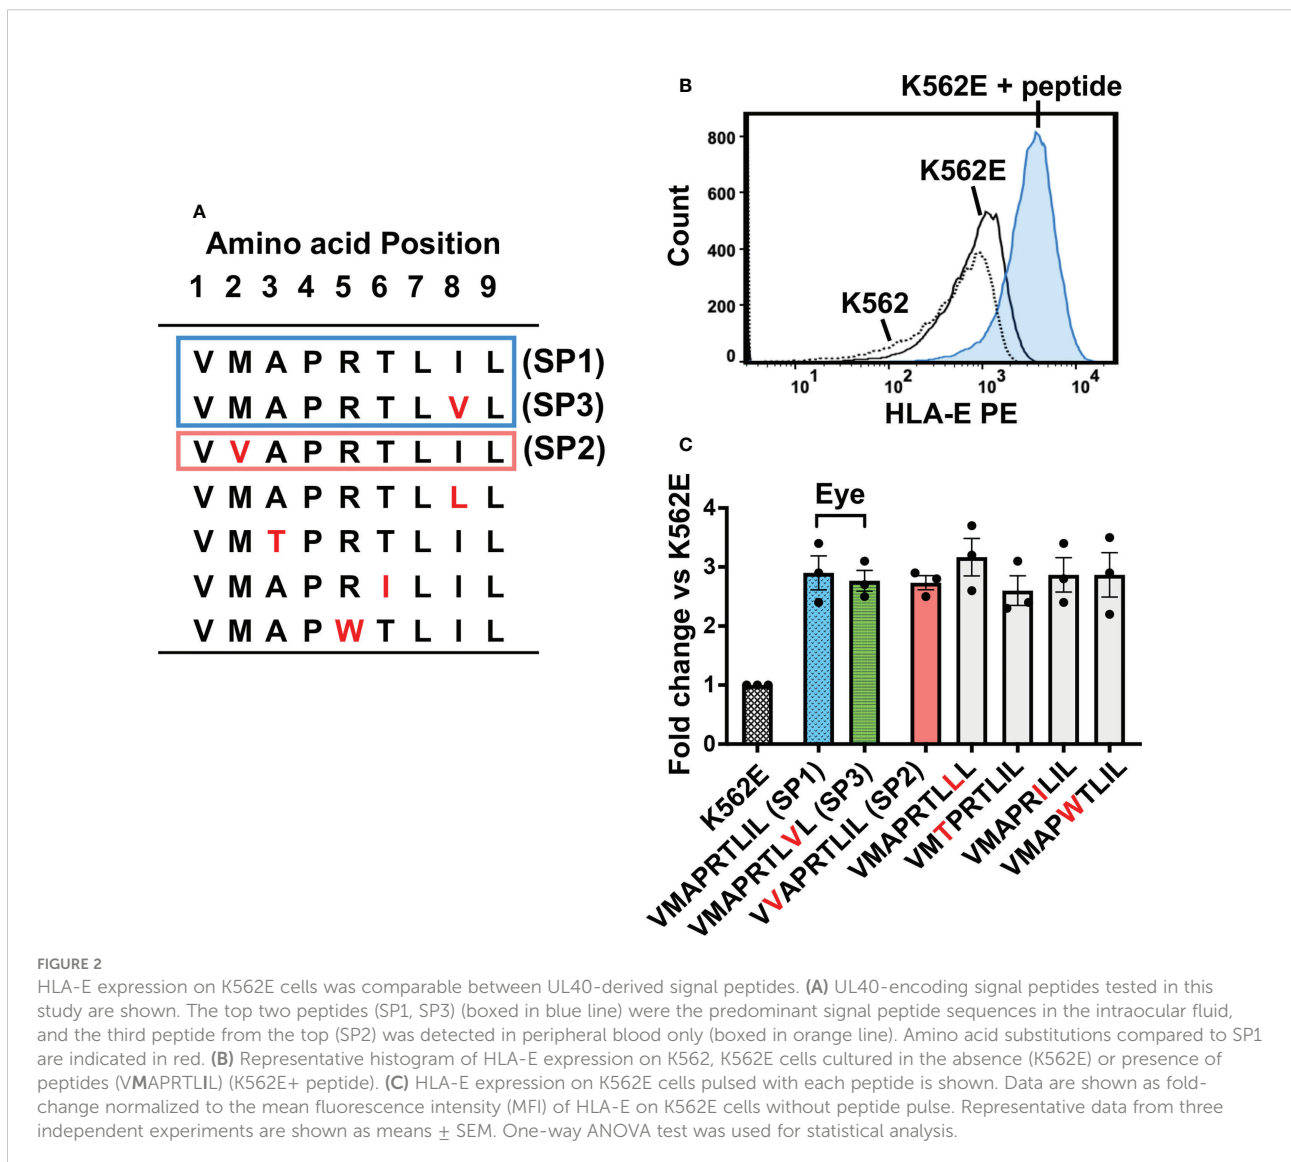 A
Amino acid Position
1 2 3 4 5 6 7 8 9
V M A P R T L I L (SP1)
V M A P R T L V L (SP3)
V V A P R T L I L (SP2)
V M A P R T L L L
V M T P R T L I L
V M A P R I L I L
V M A P W T L I L
B
K562E + peptide
K562E
K562
Count
800
600
400
200
0
10¹ 10² 10³ 10⁴
HLA-E PE
C
Eye
Fold change vs K562E
4
3
2
1
0
K562E
VMAPRTLIL (SP1)
VMAPRTLVL (SP3)
VVAPRTLIL (SP2)
VMAPRTLLL
VMTPRTLIL
VMAPRILIL
VMAPWTLIL
FIGURE 2
HLA-E expression on K562E cells was comparable between UL40-derived signal peptides. (A) UL40-encoding signal peptides tested in this
study are shown. The top two peptides (SP1, SP3) (boxed in blue line) were the predominant signal peptide sequences in the intraocular fluid,
and the third peptide from the top (SP2) was detected in peripheral blood only (boxed in orange line). Amino acid substitutions compared to SP1
are indicated in red. (B) Representative histogram of HLA-E expression on K562, K562E cells cultured in the absence (K562E) or presence of
peptides (VMAPRTLIL) (K562E+ peptide). (C) HLA-E expression on K562E cells pulsed with each peptide is shown. Data are shown as fold-
change normalized to the mean fluorescence intensity (MFI) of HLA-E on K562E cells without peptide pulse. Representative data from three
independent experiments are shown as means ± SEM. One-way ANOVA test was used for statistical analysis.